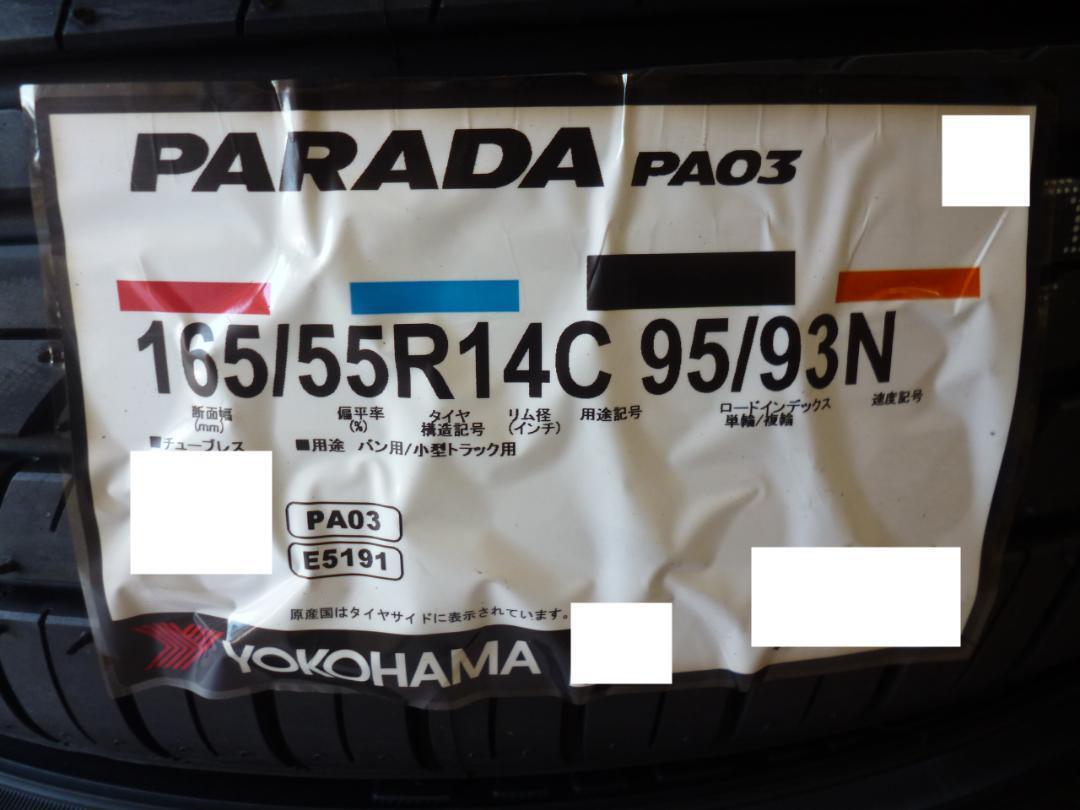 PARADA PA03
165/55R14C 95/93N
断面幅 (mm)
偏平率 (%)
タイヤ 構造記号
リム径 (インチ)
用途記号
ロードインデックス 単輪/複輪
速度記号
■チューブレス ■用途 バン用/小型トラック用
PA03
E5191
原産国はタイヤサイドに表示されています。
YOKOHAMA